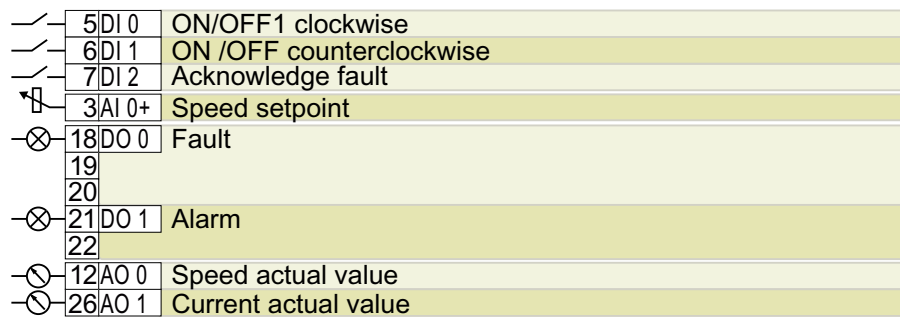 5 DI 0 ON/OFF1 clockwise
6 DI 1 ON /OFF counterclockwise
7 DI 2 Acknowledge fault
3 AI 0+ Speed setpoint
18 DO 0 Fault
19
20
21 DO 1 Alarm
22
12 AO 0 Speed actual value
26 AO 1 Current actual value